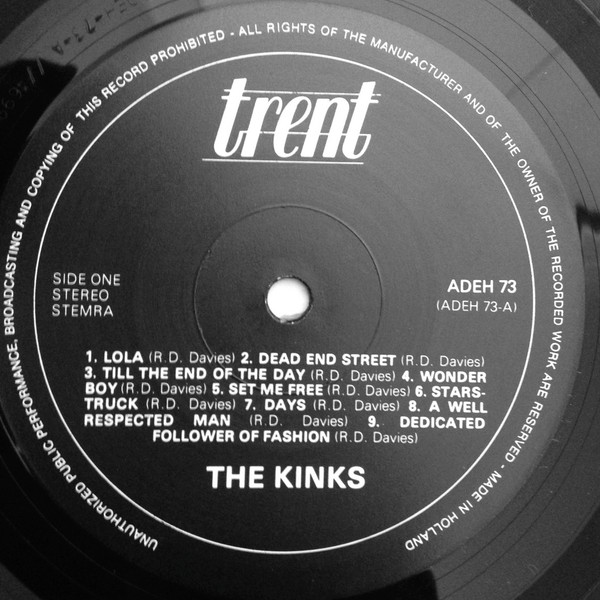 UNAUTHORIZED PUBLIC PERFORMANCE, BROADCASTING AND COPYING OF THIS RECORD PROHIBITED - ALL RIGHTS OF THE MANUFACTURER AND OF THE OWNER OF THE RECORDED WORK ARE RESERVED - MADE IN HOLLAND
trent
SIDE ONE
STEREO
STEMRA
ADEH 73
(ADEH 73-A)
1. LOLA (R.D. Davies) 2. DEAD END STREET (R.D. Davies)
3. TILL THE END OF THE DAY (R.D. Davies) 4. WONDER
BOY (R.D. Davies) 5. SET ME FREE (R.D. Davies) 6. STARS-
TRUCK (R.D. Davies) 7. DAYS (R.D. Davies) 8. A WELL
RESPECTED MAN (R.D. Davies) 9. DEDICATED
FOLLOWER OF FASHION (R.D. Davies)
THE KINKS